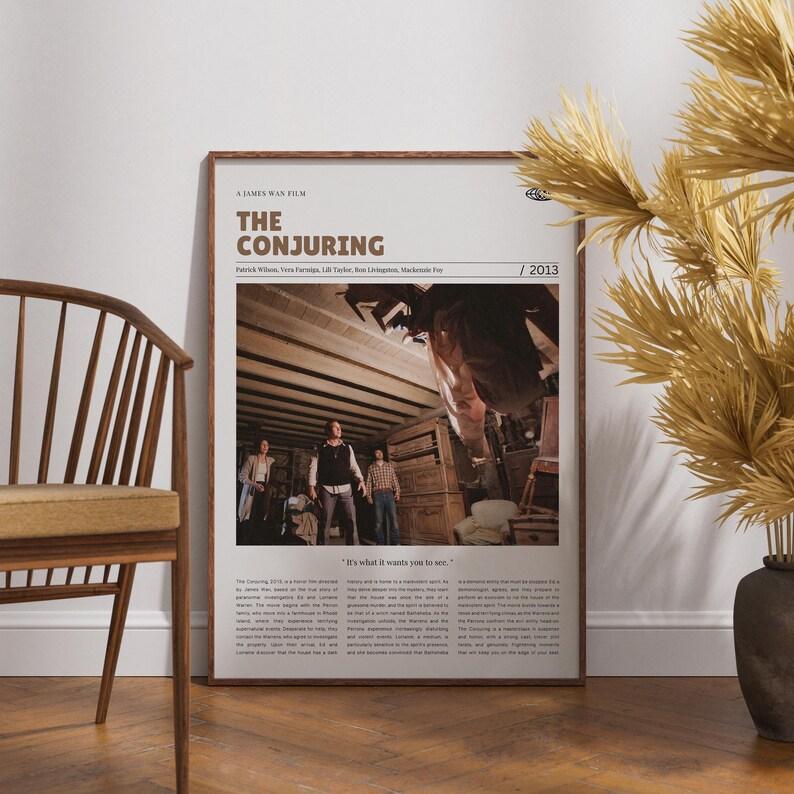 A JAMES WAN FILM
THE
CONJURING
Patrick Wilson, Vera Farmiga, Lili Taylor, Ron Livingston, Mackenzie Foy
/ 2013
" It's what it wants you to see. "
The Conjuring, 2013, is a horror film directed
by James Wan, based on the true story of
paranormal investigators Ed and Lorraine
Warren. The movie begins with the Perron
family, who move into a farmhouse in Rhode
Island, where they experience terrifying
supernatural events. Desperate for help, they
contact the Warrens, who agree to investigate
the property. Upon their arrival, Ed and
Lorraine discover that the house has a dark
history and is home to a malevolent spirit. As
they delve deeper into the mystery, they learn
that the house was once the site of a
gruesome murder, and the spirit is believed to
be that of a witch named Bathsheba. As the
investigation unfolds, the Warrens and the
Perrons experience increasingly disturbing
and violent events. Lorraine, a medium, is
particularly sensitive to the spirit's presence,
and she becomes convinced that Bathsheba
is a demonic entity that must be stopped. Ed, a
demonologist, agrees, and they prepare to
perform an exorcism to rid the house of the
malevolent spirit. The movie builds towards a
tense and terrifying climax, as the Warrens and
the Perrons confront the evil entity head-on.
The Conjuring is a masterclass in suspense
and horror, with a strong cast, clever plot
twists, and genuinely frightening moments
that will keep you on the edge of your seat.